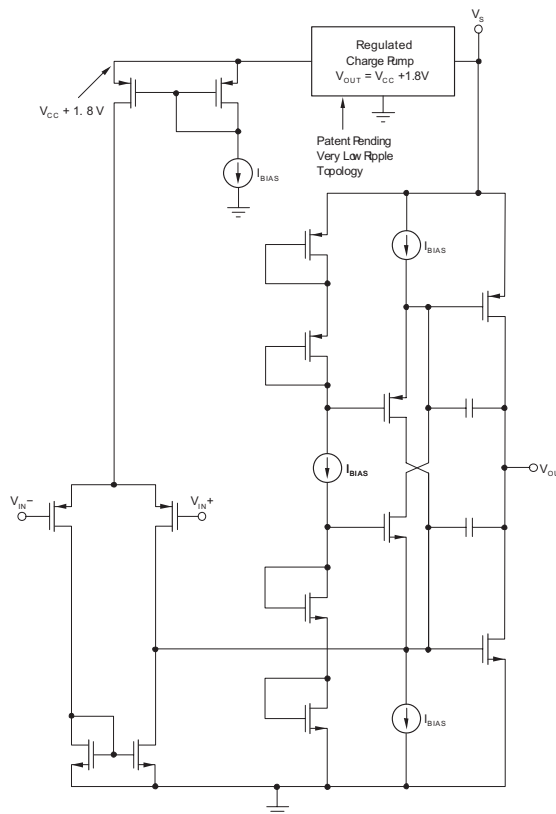 V_S
Regulated
Charge Pump
V_OUT = V_CC +1.8V
V_CC + 1. 8 V
Patent Pending
Very Low Ripple
Topology
I_BIAS
I_BIAS
I_BIAS
V_IN−
V_IN+
V_OU
I_BIAS